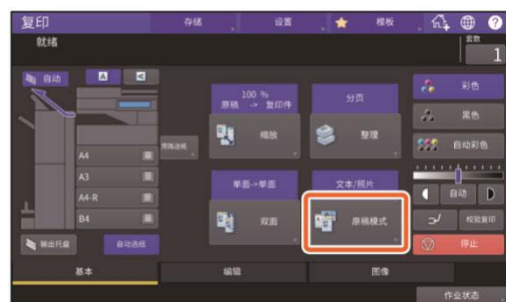 复印
存储
设置
模板
?
就绪
套数
1
自动
A
100 %
原稿 -> 复印件
分页
彩色
黑色
缩放
整理
自动彩色
A4
A3
A4-R
B4
单面->单面
文本/照片
自动
双面
原稿模式
校验复印
输出托盘
自动选纸
停止
基本
编辑
图像
作业状态